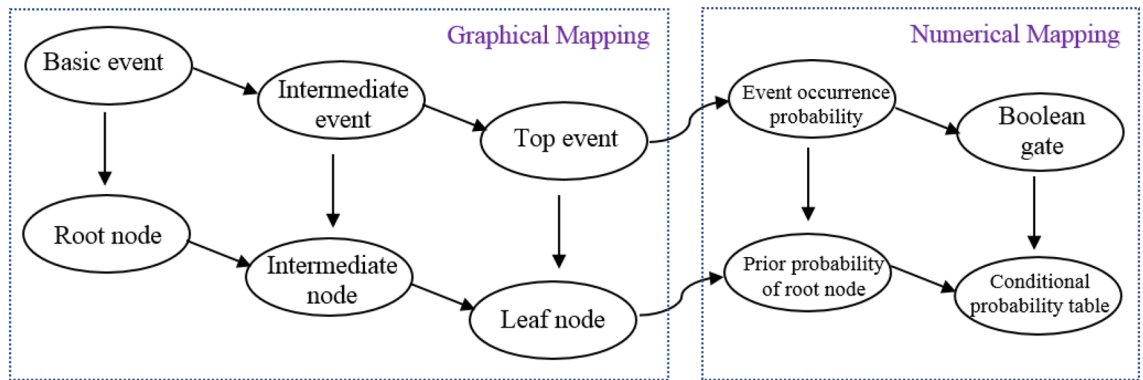 Graphical Mapping
Basic event
Intermediate
event
Top event
Root node
Intermediate
node
Leaf node
Numerical Mapping
Event occurrence
probability
Boolean
gate
Prior probability
of root node
Conditional
probability table